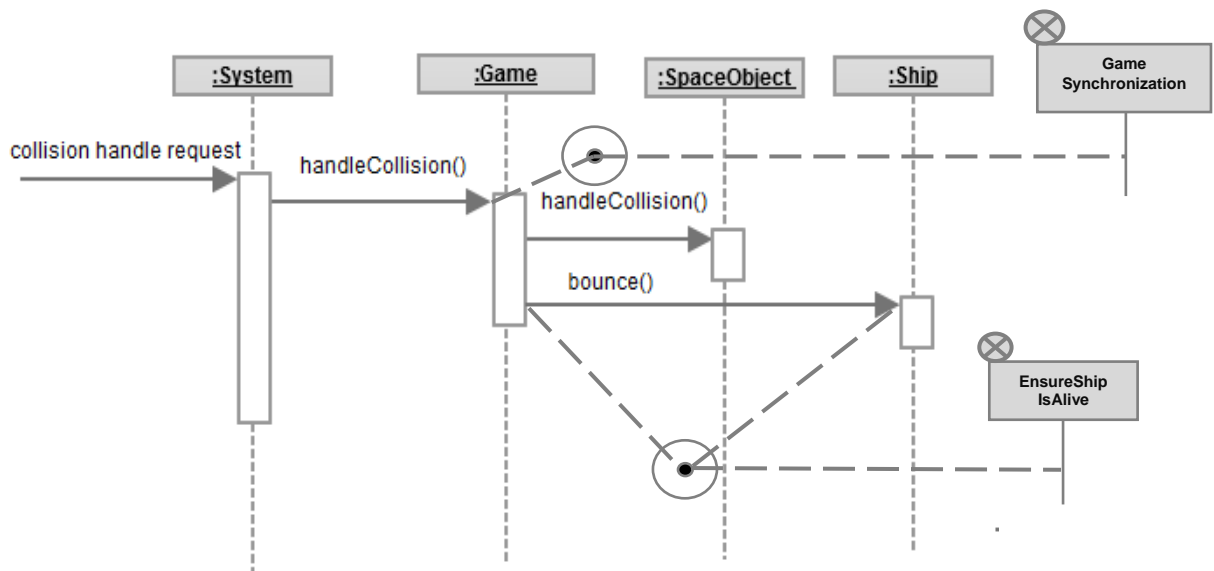 Game
Synchronization
:System
:Game
:SpaceObject
:Ship
collision handle request
handleCollision()
handleCollision()
bounce()
EnsureShip
IsAlive
.